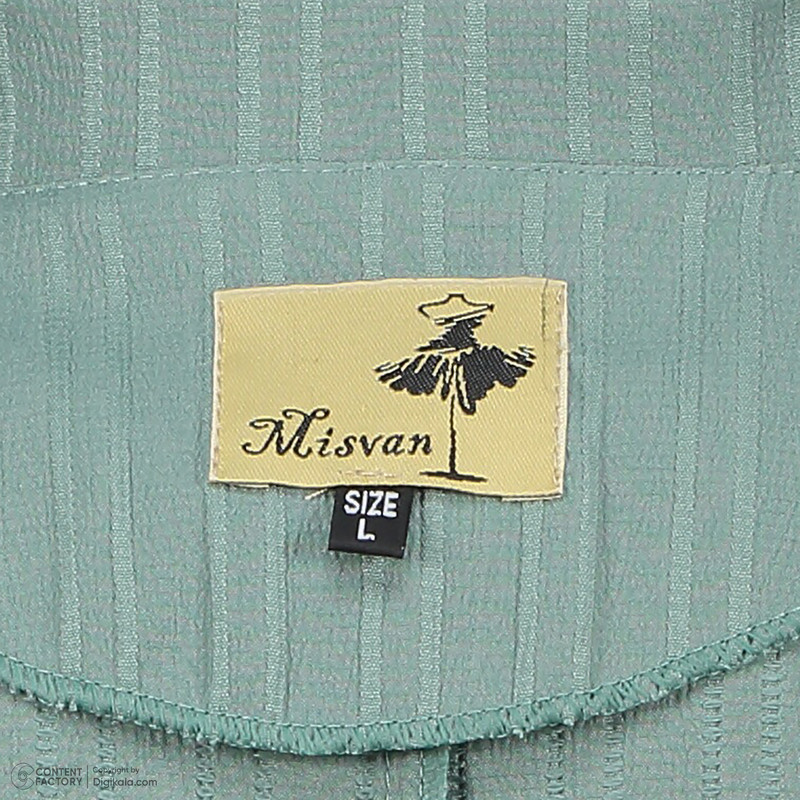 Misvan
SIZE
L
CONTENT
FACTORY
Copyright by
Digikala.com